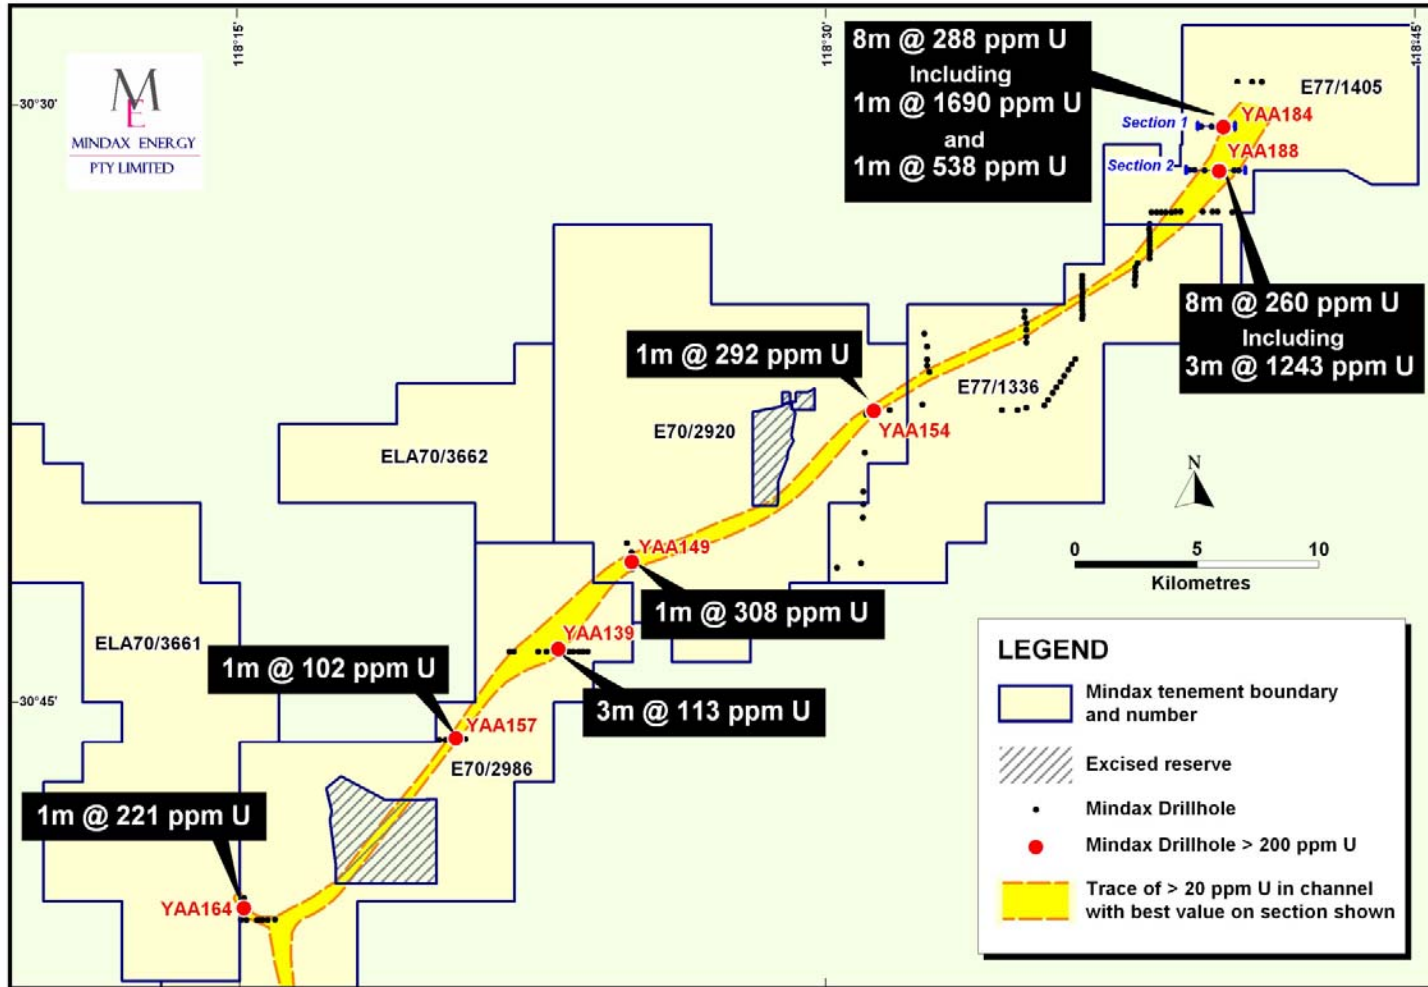 118°15'
118°30'
118°45'
30°30'
30°45'
ME
MINDAX ENERGY
PTY LIMITED
8m @ 288 ppm U
Including
1m @ 1690 ppm U
and
1m @ 538 ppm U
E77/1405
Section 1
YAA184
Section 2
YAA188
8m @ 260 ppm U
Including
3m @ 1243 ppm U
1m @ 292 ppm U
E77/1336
YAA154
E70/2920
ELA70/3662
N
0 5 10
Kilometres
YAA149
1m @ 308 ppm U
YAA139
3m @ 113 ppm U
ELA70/3661
1m @ 102 ppm U
YAA157
E70/2986
1m @ 221 ppm U
YAA164
LEGEND
Mindax tenement boundary
and number
Excised reserve
Mindax Drillhole
Mindax Drillhole > 200 ppm U
Trace of > 20 ppm U in channel
with best value on section shown